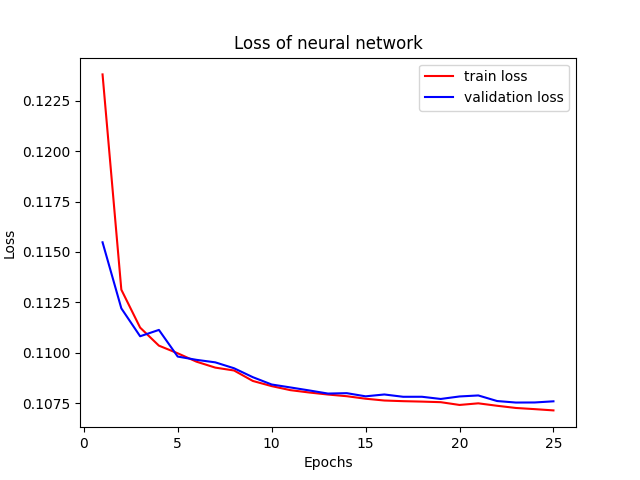 Loss of neural network
train loss
validation loss
0.1225
0.1200
0.1175
0.1150
0.1125
0.1100
0.1075
Loss
0
5
10
15
20
25
Epochs